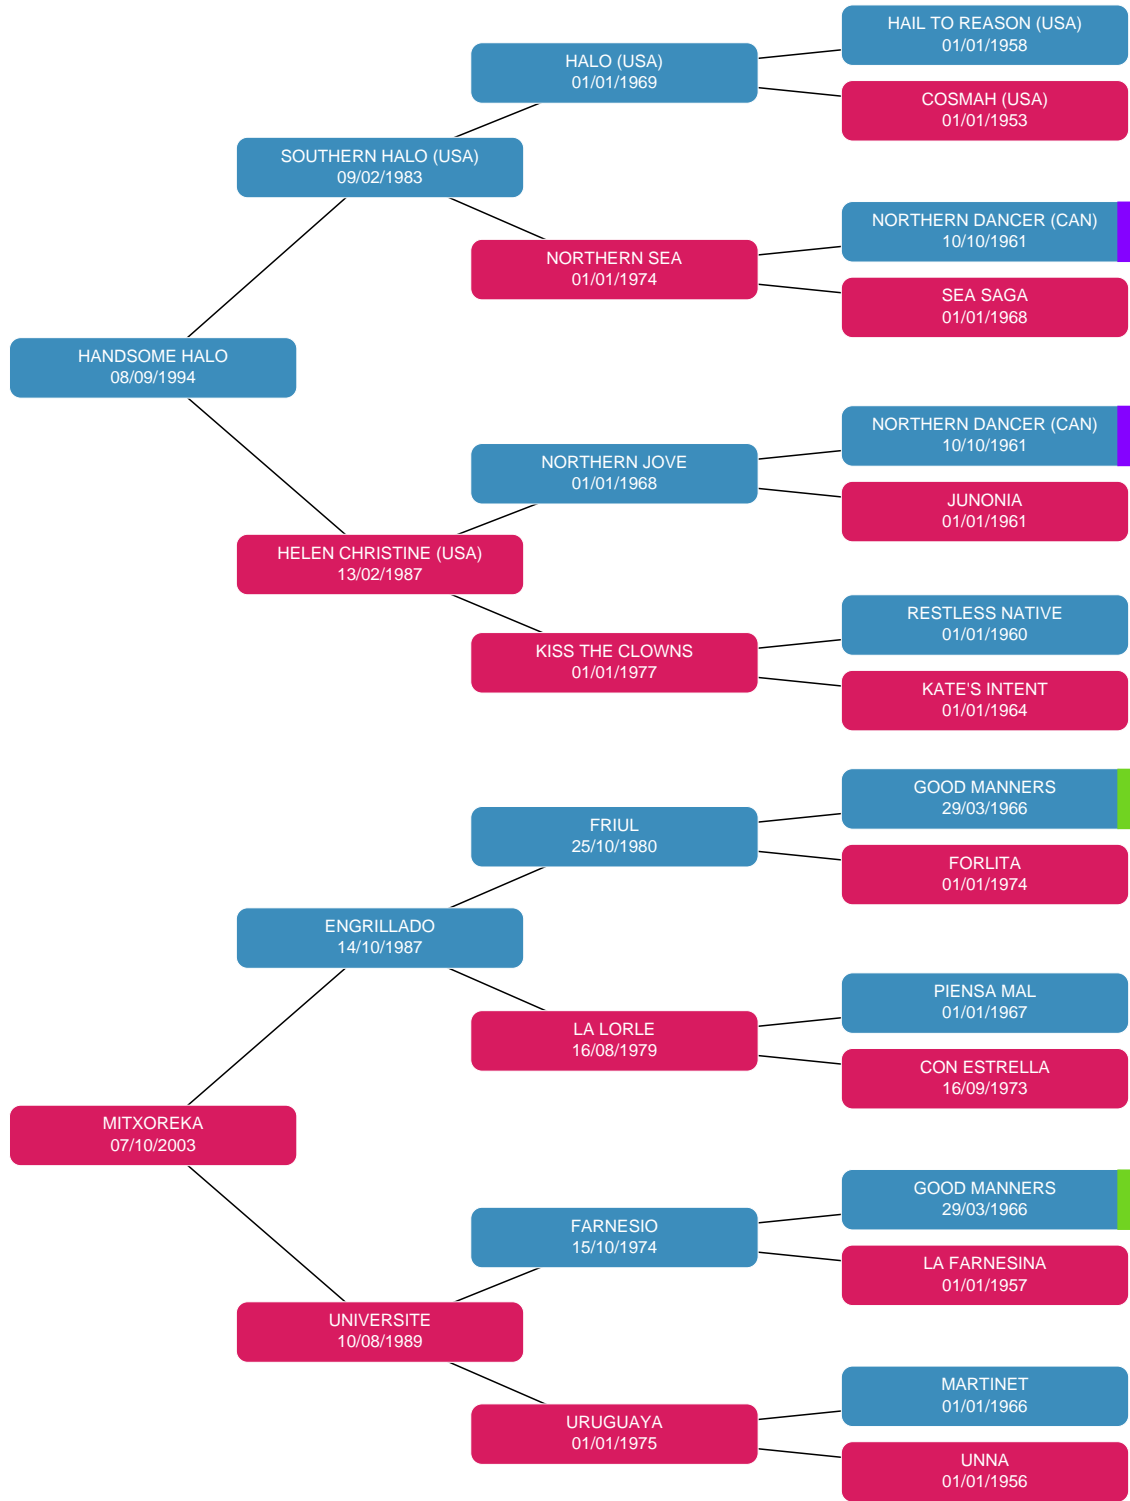 HAIL TO REASON (USA)
01/01/1958
HALO (USA)
01/01/1969
COSMAH (USA)
01/01/1953
SOUTHERN HALO (USA)
09/02/1983
NORTHERN DANCER (CAN)
10/10/1961
NORTHERN SEA
01/01/1974
SEA SAGA
01/01/1968
HANDSOME HALO
08/09/1994
NORTHERN DANCER (CAN)
10/10/1961
NORTHERN JOVE
01/01/1968
JUNONIA
01/01/1961
HELEN CHRISTINE (USA)
13/02/1987
RESTLESS NATIVE
01/01/1960
KISS THE CLOWNS
01/01/1977
KATE'S INTENT
01/01/1964
GOOD MANNERS
29/03/1966
FRIUL
25/10/1980
FORLITA
01/01/1974
ENGRILLADO
14/10/1987
PIENSA MAL
01/01/1967
LA LORLE
16/08/1979
CON ESTRELLA
16/09/1973
MITXOREKA
07/10/2003
GOOD MANNERS
29/03/1966
FARNESIO
15/10/1974
LA FARNESINA
01/01/1957
UNIVERSITE
10/08/1989
MARTINET
01/01/1966
URUGUAYA
01/01/1975
UNNA
01/01/1956